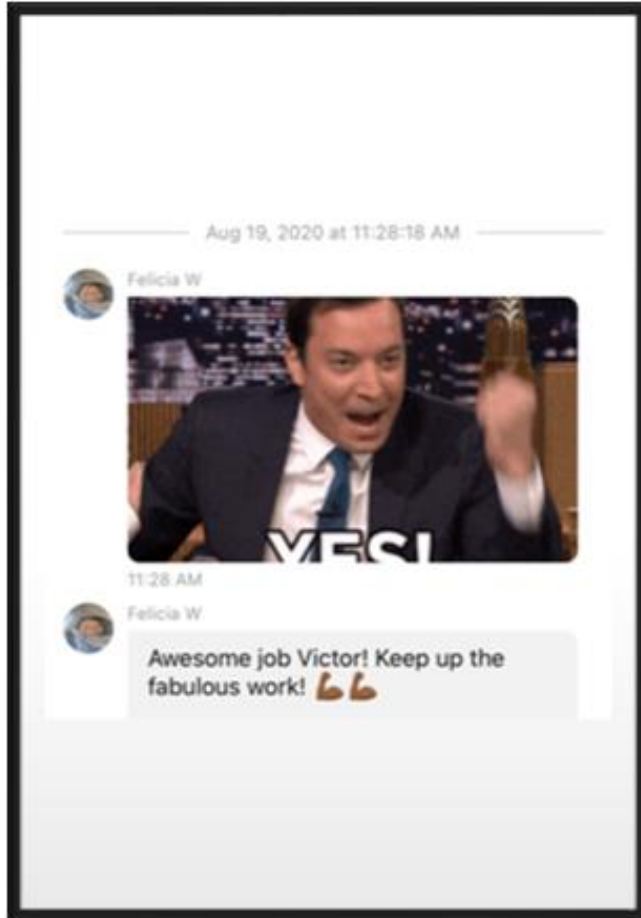 Aug 19, 2020 at 11:28:18 AM
Felicia W
YES!
11:28 AM
Felicia W
Awesome job Victor! Keep up the
fabulous work! 💪🏾💪🏾